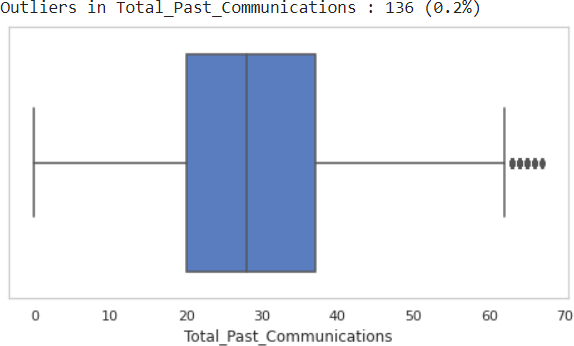 Outliers in Total_Past_Communications : 136 (0.2%)
0 10 20 30 40 50 60 70
Total_Past_Communications